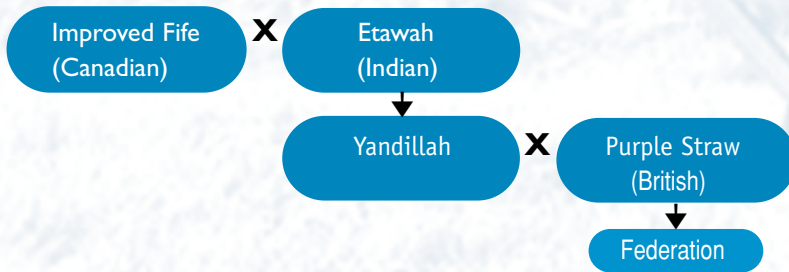 Improved Fife
(Canadian)
X
Etawah
(Indian)
Yandillah
X
Purple Straw
(British)
Federation